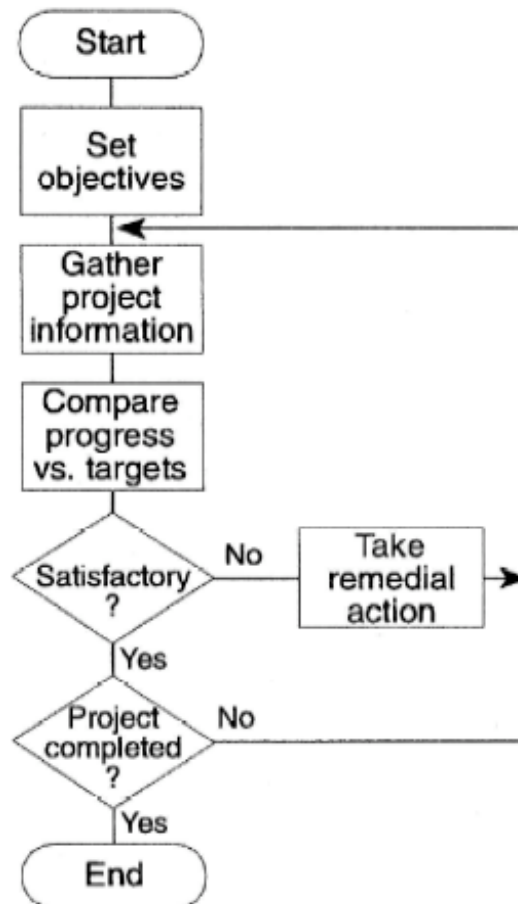 Start
Set
objectives
Gather
project
information
Compare
progress
vs. targets
Satisfactory
?
No
Take
remedial
action
Yes
Project
completed
?
No
Yes
End